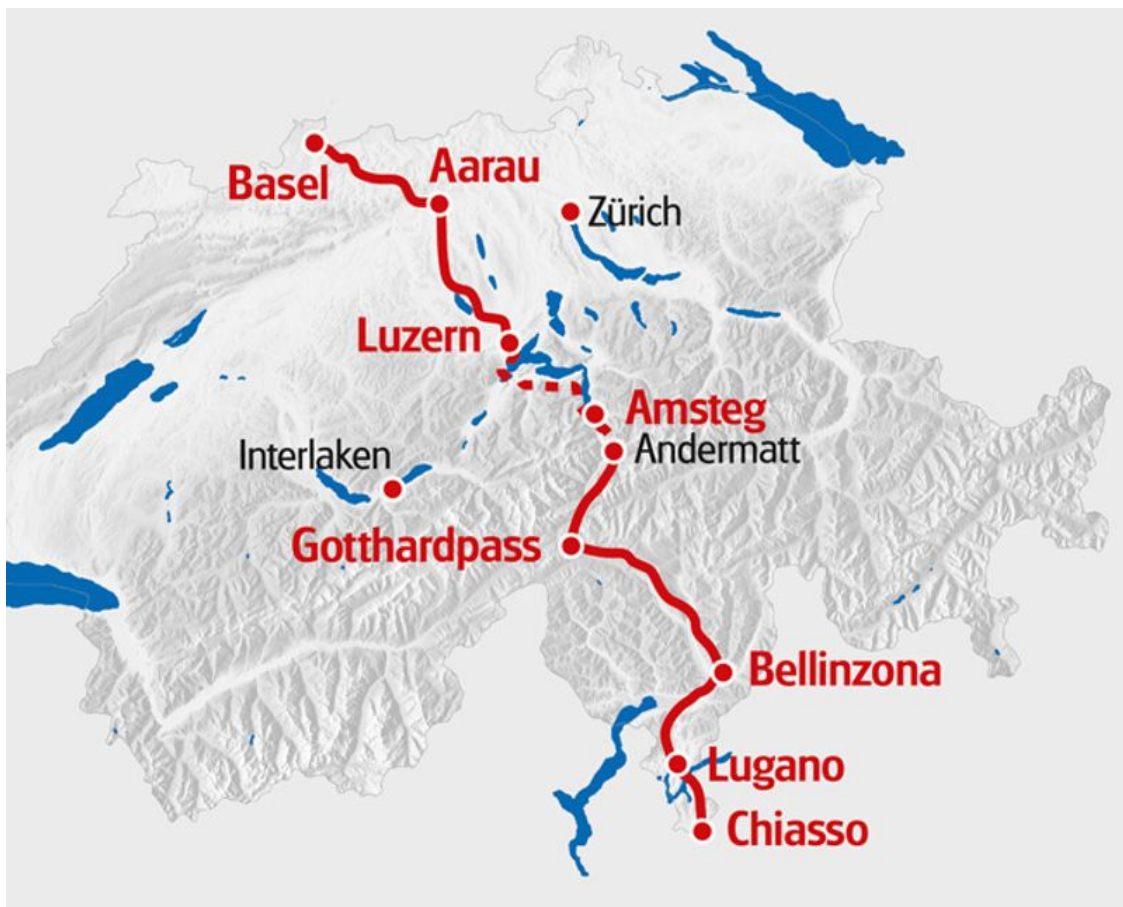 Basel
Aarau
Zürich
Luzern
Amsteg
Andermatt
Interlaken
Gotthardpass
Bellinzona
Lugano
Chiasso